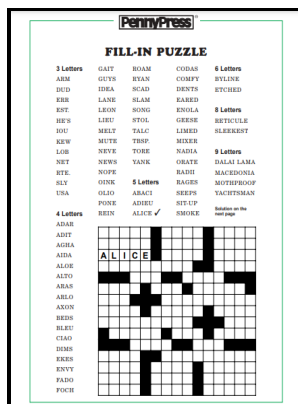 PennyPress
FILL-IN PUZZLE
3 Letters
ARM
DUD
ERR
EST.
HE'S
IOU
KEW
LOB
NET
RTE.
SLY
USA
4 Letters
ADAR
ADIT
AGHA
AIDA
ALOE
ALTO
ARAS
ARLO
AXON
BEDS
BLEU
CIAO
DIMS
EKES
ENVY
FADO
FOCH
GAIT
GUYS
IDEA
LANE
LEON
LIEU
MELT
MUTE
NEVE
NEWS
NOPE
OINK
OLIO
PONE
REIN
ROAM
RYAN
SCAD
SLAM
SONG
STOL
TALC
TBSP.
TORE
YANK
5 Letters
ABACI
ADIEU
ALICE ✓
CODAS
COMFY
DENTS
EARED
ENOLA
GEESE
LIMED
MIXER
NADIA
ORATE
RADII
RAGES
SEEPS
SIT-UP
SMOKE
6 Letters
BYLINE
ETCHED
8 Letters
RETICULE
SLEEKEST
9 Letters
DALAI LAMA
MACEDONIA
MOTHPROOF
YACHTSMAN
Solution on the
next page
ALICE